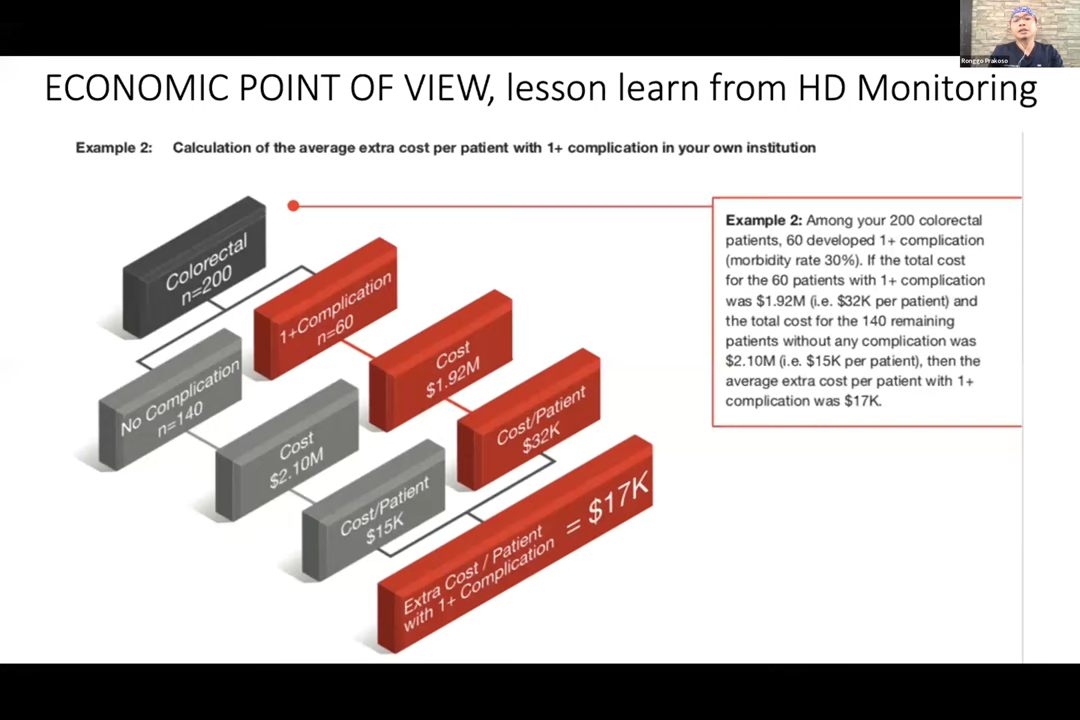 Ronggo Prakoso
ECONOMIC POINT OF VIEW, lesson learn from HD Monitoring
Example 2: Calculation of the average extra cost per patient with 1+ complication in your own institution
Colorectal
n=200
1+Complication
n=60
Cost
$1.92M
Cost/Patient
$32K
No Complication
n=140
Cost
$2.10M
Cost/Patient
$15K
Extra Cost / Patient
with 1+ Complication
= $17K
Example 2: Among your 200 colorectal
patients, 60 developed 1+ complication
(morbidity rate 30%). If the total cost
for the 60 patients with 1+ complication
was $1.92M (i.e. $32K per patient) and
the total cost for the 140 remaining
patients without any complication was
$2.10M (i.e. $15K per patient), then the
average extra cost per patient with 1+
complication was $17K.